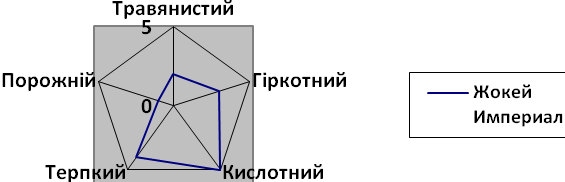 Травянистий
5
Порожній
Гіркотний
0
Терпкий
Кислотний
Жокей
Империал